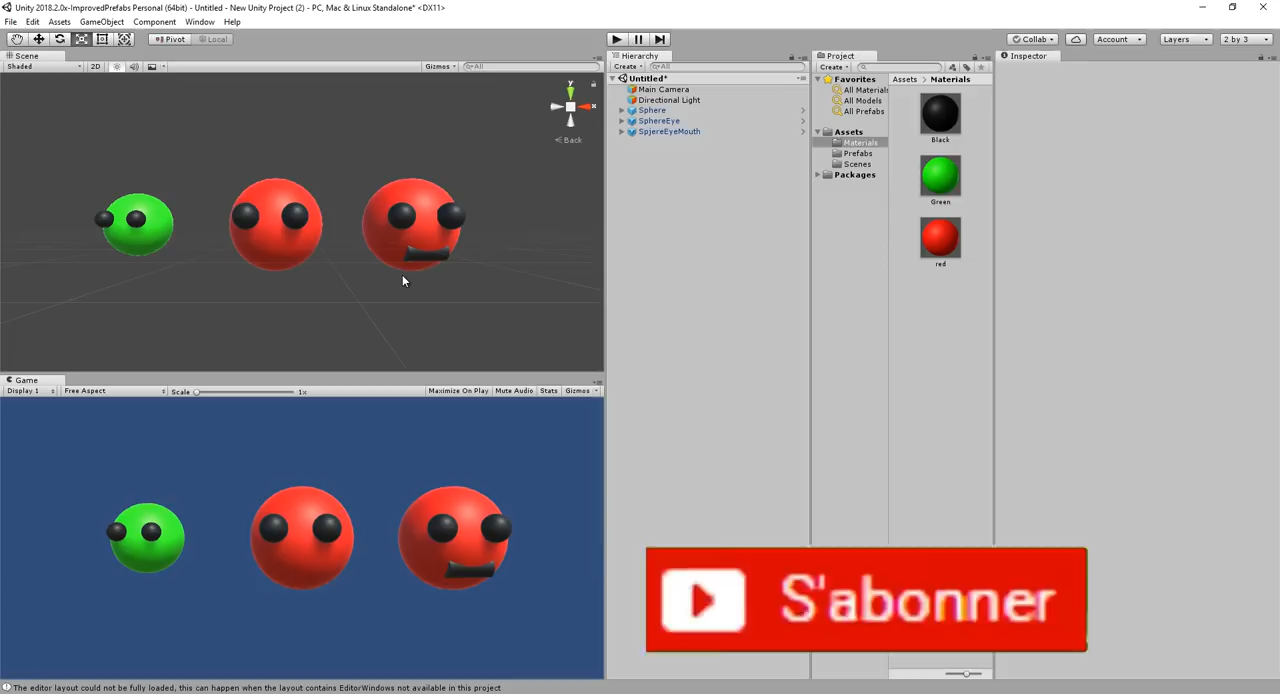 Unity 2018.2.0x-ImprovedPrefabs Personal (64bit) - Untitled - New Unity Project (2) - PC, Mac & Linux Standalone* <DX11>
File Edit Assets GameObject Component Window Help
Pivot Local Collab Account Layers 2 by 3
Scene
Shaded 2D Gizmos All
y
x
Back
Game
Display 1 Free Aspect Scale 1x Maximize On Play Mute Audio Stats Gizmos
Hierarchy
Create All
Untitled*
Main Camera
Directional Light
Sphere
SphereEye
SpjereEyeMouth
Project
Create
Favorites
All Materials
All Models
All Prefabs
Assets
Materials
Prefabs
Scenes
Packages
Assets > Materials
Black
Green
red
Inspector
S'abonner
The editor layout could not be fully loaded, this can happen when the layout contains EditorWindows not available in this project